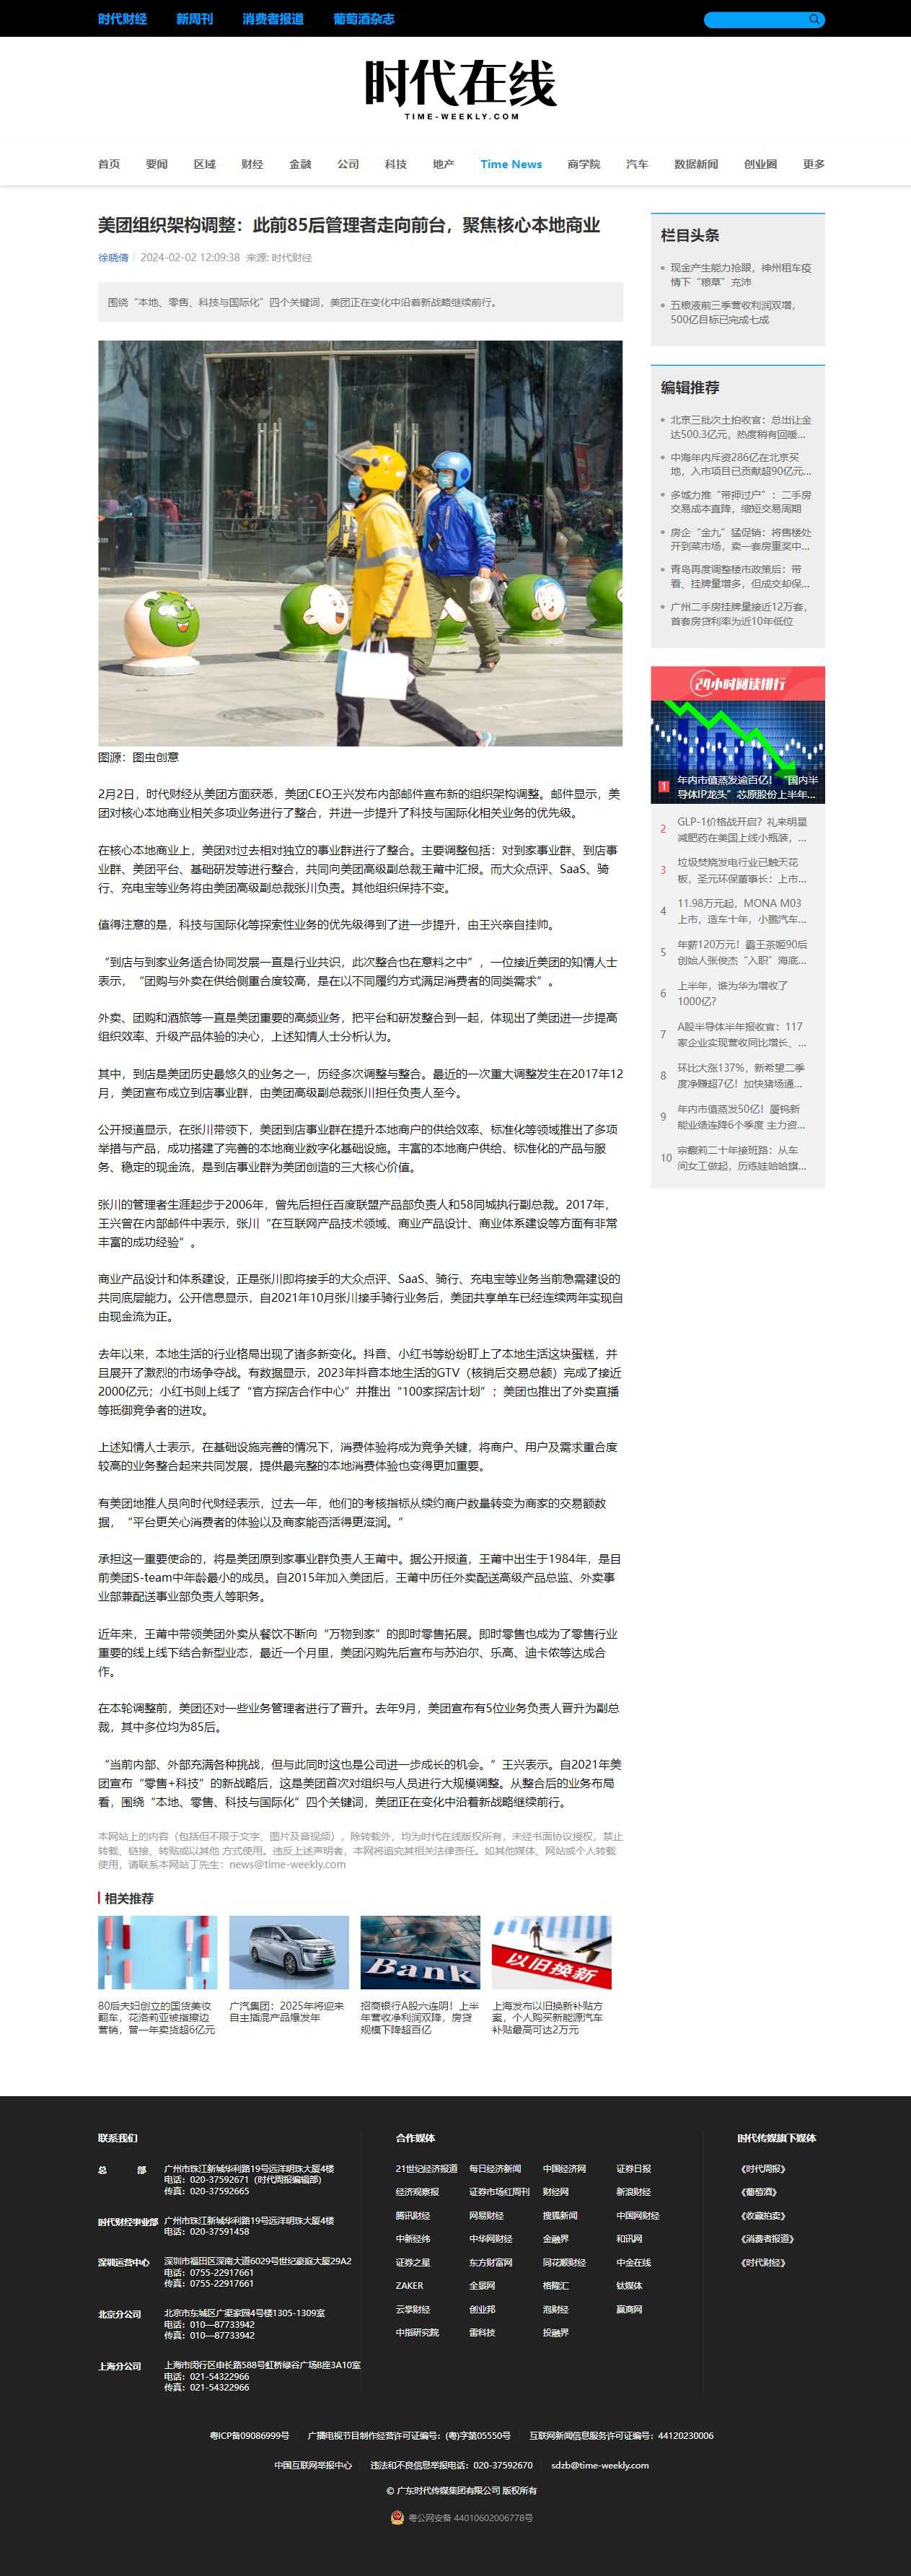 时代财经 新周刊 消费者报道 葡萄酒杂志
时代在线
TIME-WEEKLY.COM
首页 要闻 区域 财经 金融 公司 科技 地产 Time News 商学院 汽车 数据新闻 创业圈 更多
美团组织架构调整：此前85后管理者走向前台，聚焦核心本地商业
徐晓倩 2024-02-02 12:09:38 来源: 时代财经
围绕“本地、零售、科技与国际化”四个关键词，美团正在变化中沿着新战略继续前行。
图源：图虫创意
2月2日，时代财经从美团方面获悉，美团CEO王兴发布内部邮件宣布新的组织架构调整。邮件显示，美
团对核心本地商业相关多项业务进行了整合，并进一步提升了科技与国际化相关业务的优先级。
在核心本地商业上，美团对过去相对独立的事业群进行了整合。主要调整包括：对到家事业群、到店事
业群、美团平台、基础研发等进行整合，共同向美团高级副总裁王莆中汇报。而大众点评、SaaS、骑
行、充电宝等业务将由美团高级副总裁张川负责。其他组织保持不变。
值得注意的是，科技与国际化等探索性业务的优先级得到了进一步提升，由王兴亲自挂帅。
“到店与到家业务适合协同发展一直是行业共识，此次整合也在意料之中”，一位接近美团的知情人士
表示，“团购与外卖在供给侧重合度较高，是在以不同履约方式满足消费者的同类需求”。
外卖、团购和酒旅等一直是美团重要的高频业务，把平台和研发整合到一起，体现出了美团进一步提高
组织效率、升级产品体验的决心，上述知情人士分析认为。
其中，到店是美团历史最悠久的业务之一，历经多次调整与整合。最近的一次重大调整发生在2017年12
月，美团宣布成立到店事业群，由美团高级副总裁张川担任负责人至今。
公开报道显示，在张川带领下，美团到店事业群在提升本地商户的供给效率、标准化等领域推出了多项
举措与产品，成功搭建了完善的本地商业数字化基础设施。丰富的本地商户供给、标准化的产品与服
务、稳定的现金流，是到店事业群为美团创造的三大核心价值。
张川的管理者生涯起步于2006年，曾先后担任百度联盟产品部负责人和58同城执行副总裁。2017年，
王兴曾在内部邮件中表示，张川“在互联网产品技术领域、商业产品设计、商业体系建设等方面有非常
丰富的成功经验”。
商业产品设计和体系建设，正是张川即将接手的大众点评、SaaS、骑行、充电宝等业务当前急需建设的
共同底层能力。公开信息显示，自2021年10月张川接手骑行业务后，美团共享单车已经连续两年实现自
由现金流为正。
去年以来，本地生活的行业格局出现了诸多新变化。抖音、小红书等纷纷盯上了本地生活这块蛋糕，并
且展开了激烈的市场争夺战。有数据显示，2023年抖音本地生活的GTV（核销后交易总额）完成了接近
2000亿元；小红书则上线了“官方探店合作中心”并推出“100家探店计划”；美团也推出了外卖直播
等抵御竞争者的进攻。
上述知情人士表示，在基础设施完善的情况下，消费体验将成为竞争关键，将商户、用户及需求重合度
较高的业务整合起来共同发展，提供最完整的本地消费体验也变得更加重要。
有美团地推人员向时代财经表示，过去一年，他们的考核指标从续约商户数量转变为商家的交易额数
据，“平台更关心消费者的体验以及商家能否活得更滋润。“
承担这一重要使命的，将是美团原到家事业群负责人王莆中。据公开报道，王莆中出生于1984年，是目
前美团S-team中年龄最小的成员。自2015年加入美团后，王莆中历任外卖配送高级产品总监、外卖事
业部兼配送事业部负责人等职务。
近年来，王莆中带领美团外卖从餐饮不断向“万物到家”的即时零售拓展。即时零售也成为了零售行业
重要的线上线下结合新型业态，最近一个月里，美团闪购先后宣布与苏泊尔、乐高、迪卡侬等达成合
作。
在本轮调整前，美团还对一些业务管理者进行了晋升。去年9月，美团宣布有5位业务负责人晋升为副总
裁，其中多位均为85后。
“当前内部、外部充满各种挑战，但与此同时这也是公司进一步成长的机会。”王兴表示。自2021年美
团宣布“零售+科技”的新战略后，这是美团首次对组织与人员进行大规模调整。从整合后的业务布局
看，围绕“本地、零售、科技与国际化”四个关键词，美团正在变化中沿着新战略继续前行。
本网站上的内容（包括但不限于文字、图片及音视频），除转载外，均为时代在线版权所有，未经书面协议授权，禁止
转载、链接、转贴或以其他 方式使用。违反上述声明者，本网将追究其相关法律责任。如其他媒体、网站或个人转载
使用，请联系本网站丁先生：news@time-weekly.com
相关推荐
Bank
以旧换新
80后夫妇创立的国货美妆
翻车，花洛莉亚被指擦边
营销，曾一年卖货超6亿元
广汽集团：2025年将迎来
自主插混产品爆发年
招商银行A股六连阴！上半
年营收净利润双降，房贷
规模下降超百亿
上海发布以旧换新补贴方
案，个人购买新能源汽车
补贴最高可达2万元
栏目头条
现金产生能力抢眼，神州租车疫
情下“粮草”充沛
五粮液前三季营收利润双增，
500亿目标已完成七成
编辑推荐
北京三批次土拍收官：总出让金
达500.3亿元，热度稍有回暖...
中海年内斥资286亿在北京买
地，入市项目已贡献超90亿元...
多城力推“带押过户”：二手房
交易成本直降，缩短交易周期
房企“金九”猛促销：将售楼处
开到菜市场，卖一套房重奖中...
青岛再度调整楼市政策后：带
看、挂牌量增多，但成交却保...
广州二手房挂牌量接近12万套，
首套房贷利率为近10年低位
24小时阅读排行
1 年内市值蒸发逾百亿！“国内半
导体IP龙头”芯原股份上半年...
2 GLP-1价格战开启？礼来明星
减肥药在美国上线小瓶装，...
3 垃圾焚烧发电行业已触天花
板，圣元环保董事长：上市...
4 11.98万元起，MONA M03
上市，造车十年，小鹏汽车...
5 年薪120万元！霸王茶姬90后
创始人张俊杰“入职”海底...
6 上半年，谁为华为增收了
1000亿？
7 A股半导体半年报收官：117
家企业实现营收同比增长、...
8 环比大涨137%，新希望二季
度净赚超7亿！加快猪场通...
9 年内市值蒸发50亿！厦钨新
能业绩连降6个季度 主力资...
10 宗馥莉二十年接班路：从车
间女工做起，历练娃哈哈旗...
联系我们
总 部 广州市珠江新城华利路19号远洋明珠大厦4楼
电话：020-37592671（时代周报编辑部）
传真：020-37592665
时代财经事业部 广州市珠江新城华利路19号远洋明珠大厦4楼
电话：020-37591458
深圳运营中心 深圳市福田区深南大道6029号世纪豪庭大厦29A2
电话：0755-22917661
传真：0755-22917661
北京分公司 北京市东城区广渠家园4号楼1305-1309室
电话：010—87733942
传真：010—87733942
上海分公司 上海市闵行区申长路588号虹桥绿谷广场B座3A10室
电话：021-54322966
传真：021-54322966
合作媒体
21世纪经济报道 每日经济新闻 中国经济网 证券日报
经济观察报 证券市场红周刊 财经网 新浪财经
腾讯财经 网易财经 搜狐新闻 中国网财经
中新经纬 中华网财经 金融界 和讯网
证券之星 东方财富网 同花顺财经 中金在线
ZAKER 全景网 格隆汇 钛媒体
云掌财经 创业邦 泡财经 赢商网
中指研究院 雷科技 投融界
时代传媒旗下媒体
《时代周报》
《葡萄酒》
《收藏拍卖》
《消费者报道》
《时代财经》
粤ICP备09086999号 广播电视节目制作经营许可证编号：(粤)字第05550号 互联网新闻信息服务许可证编号：44120230006
中国互联网举报中心 违法和不良信息举报电话：020-37592670 sdzb@time-weekly.com
© 广东时代传媒集团有限公司 版权所有
粤公网安备 44010602006778号